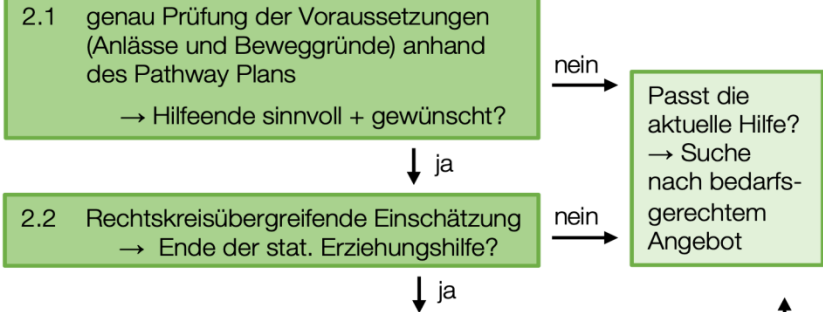 2.1 genau Prüfung der Voraussetzungen
(Anlässe und Beweggründe) anhand
des Pathway Plans
→ Hilfeende sinnvoll + gewünscht?
nein
ja
2.2 Rechtskreisübergreifende Einschätzung
→ Ende der stat. Erziehungshilfe?
nein
ja
Passt die
aktuelle Hilfe?
→ Suche
nach bedarfs-
gerechtem
Angebot